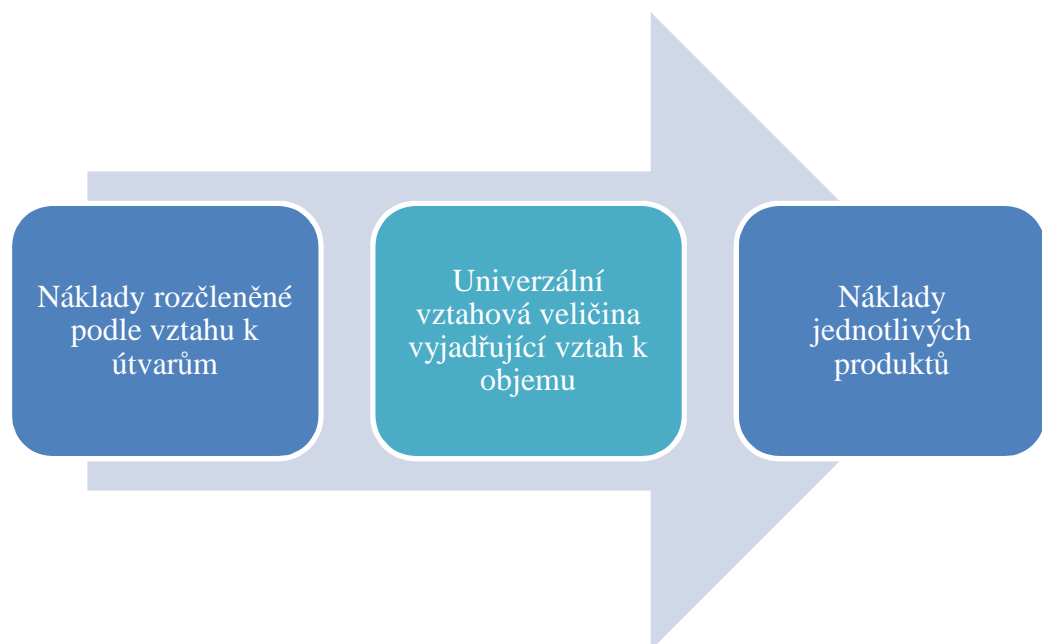 Náklady rozčleněné
podle vztahu k
útvarům
Univerzální
vztahová veličina
vyjadřující vztah k
objemu
Náklady
jednotlivých
produktů